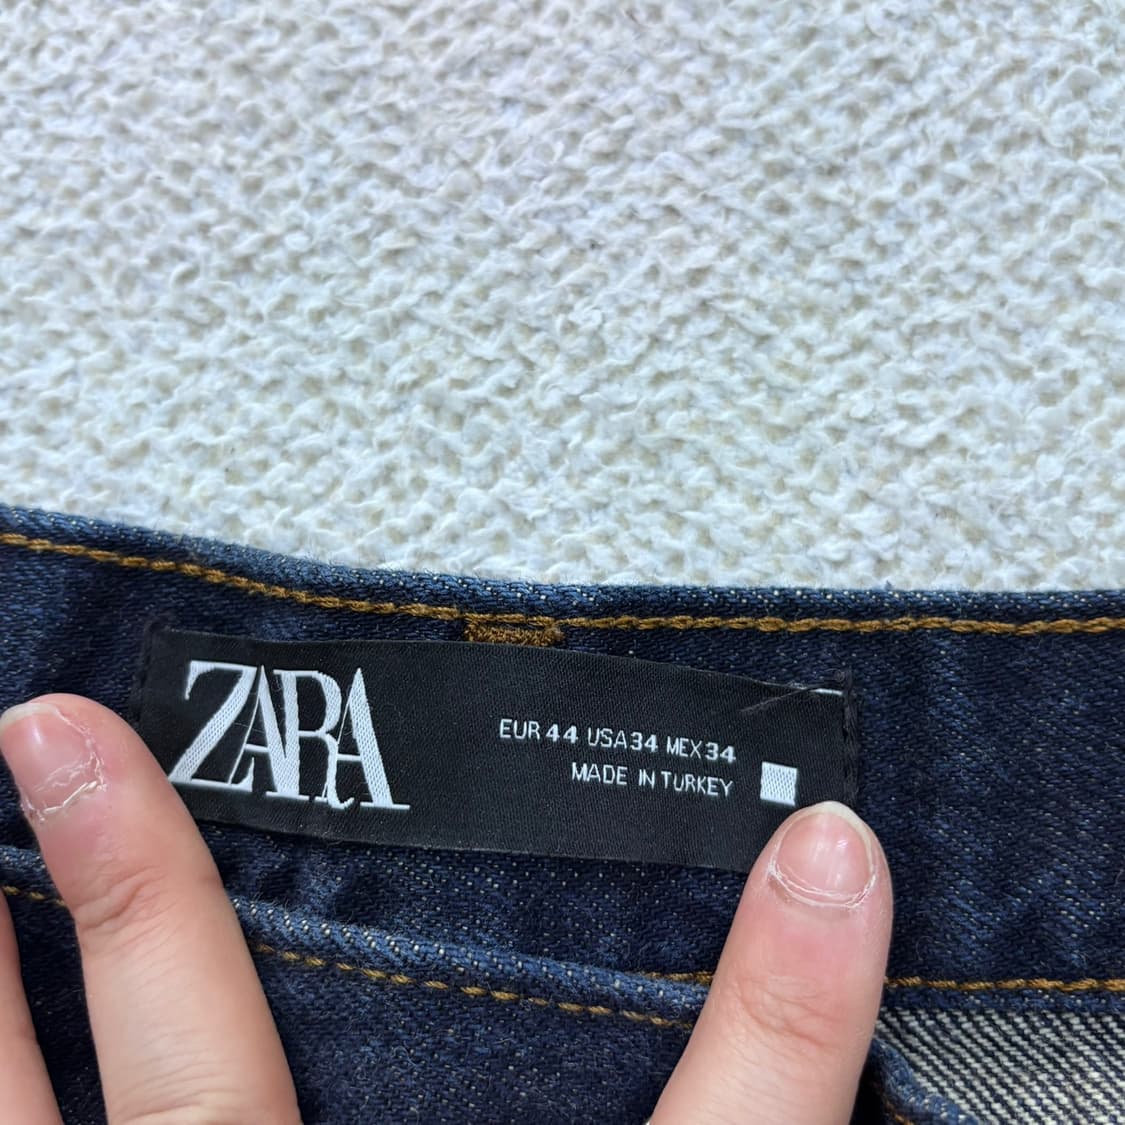 ZARA
EUR 44 USA 34 MEX 34
MADE IN TURKEY